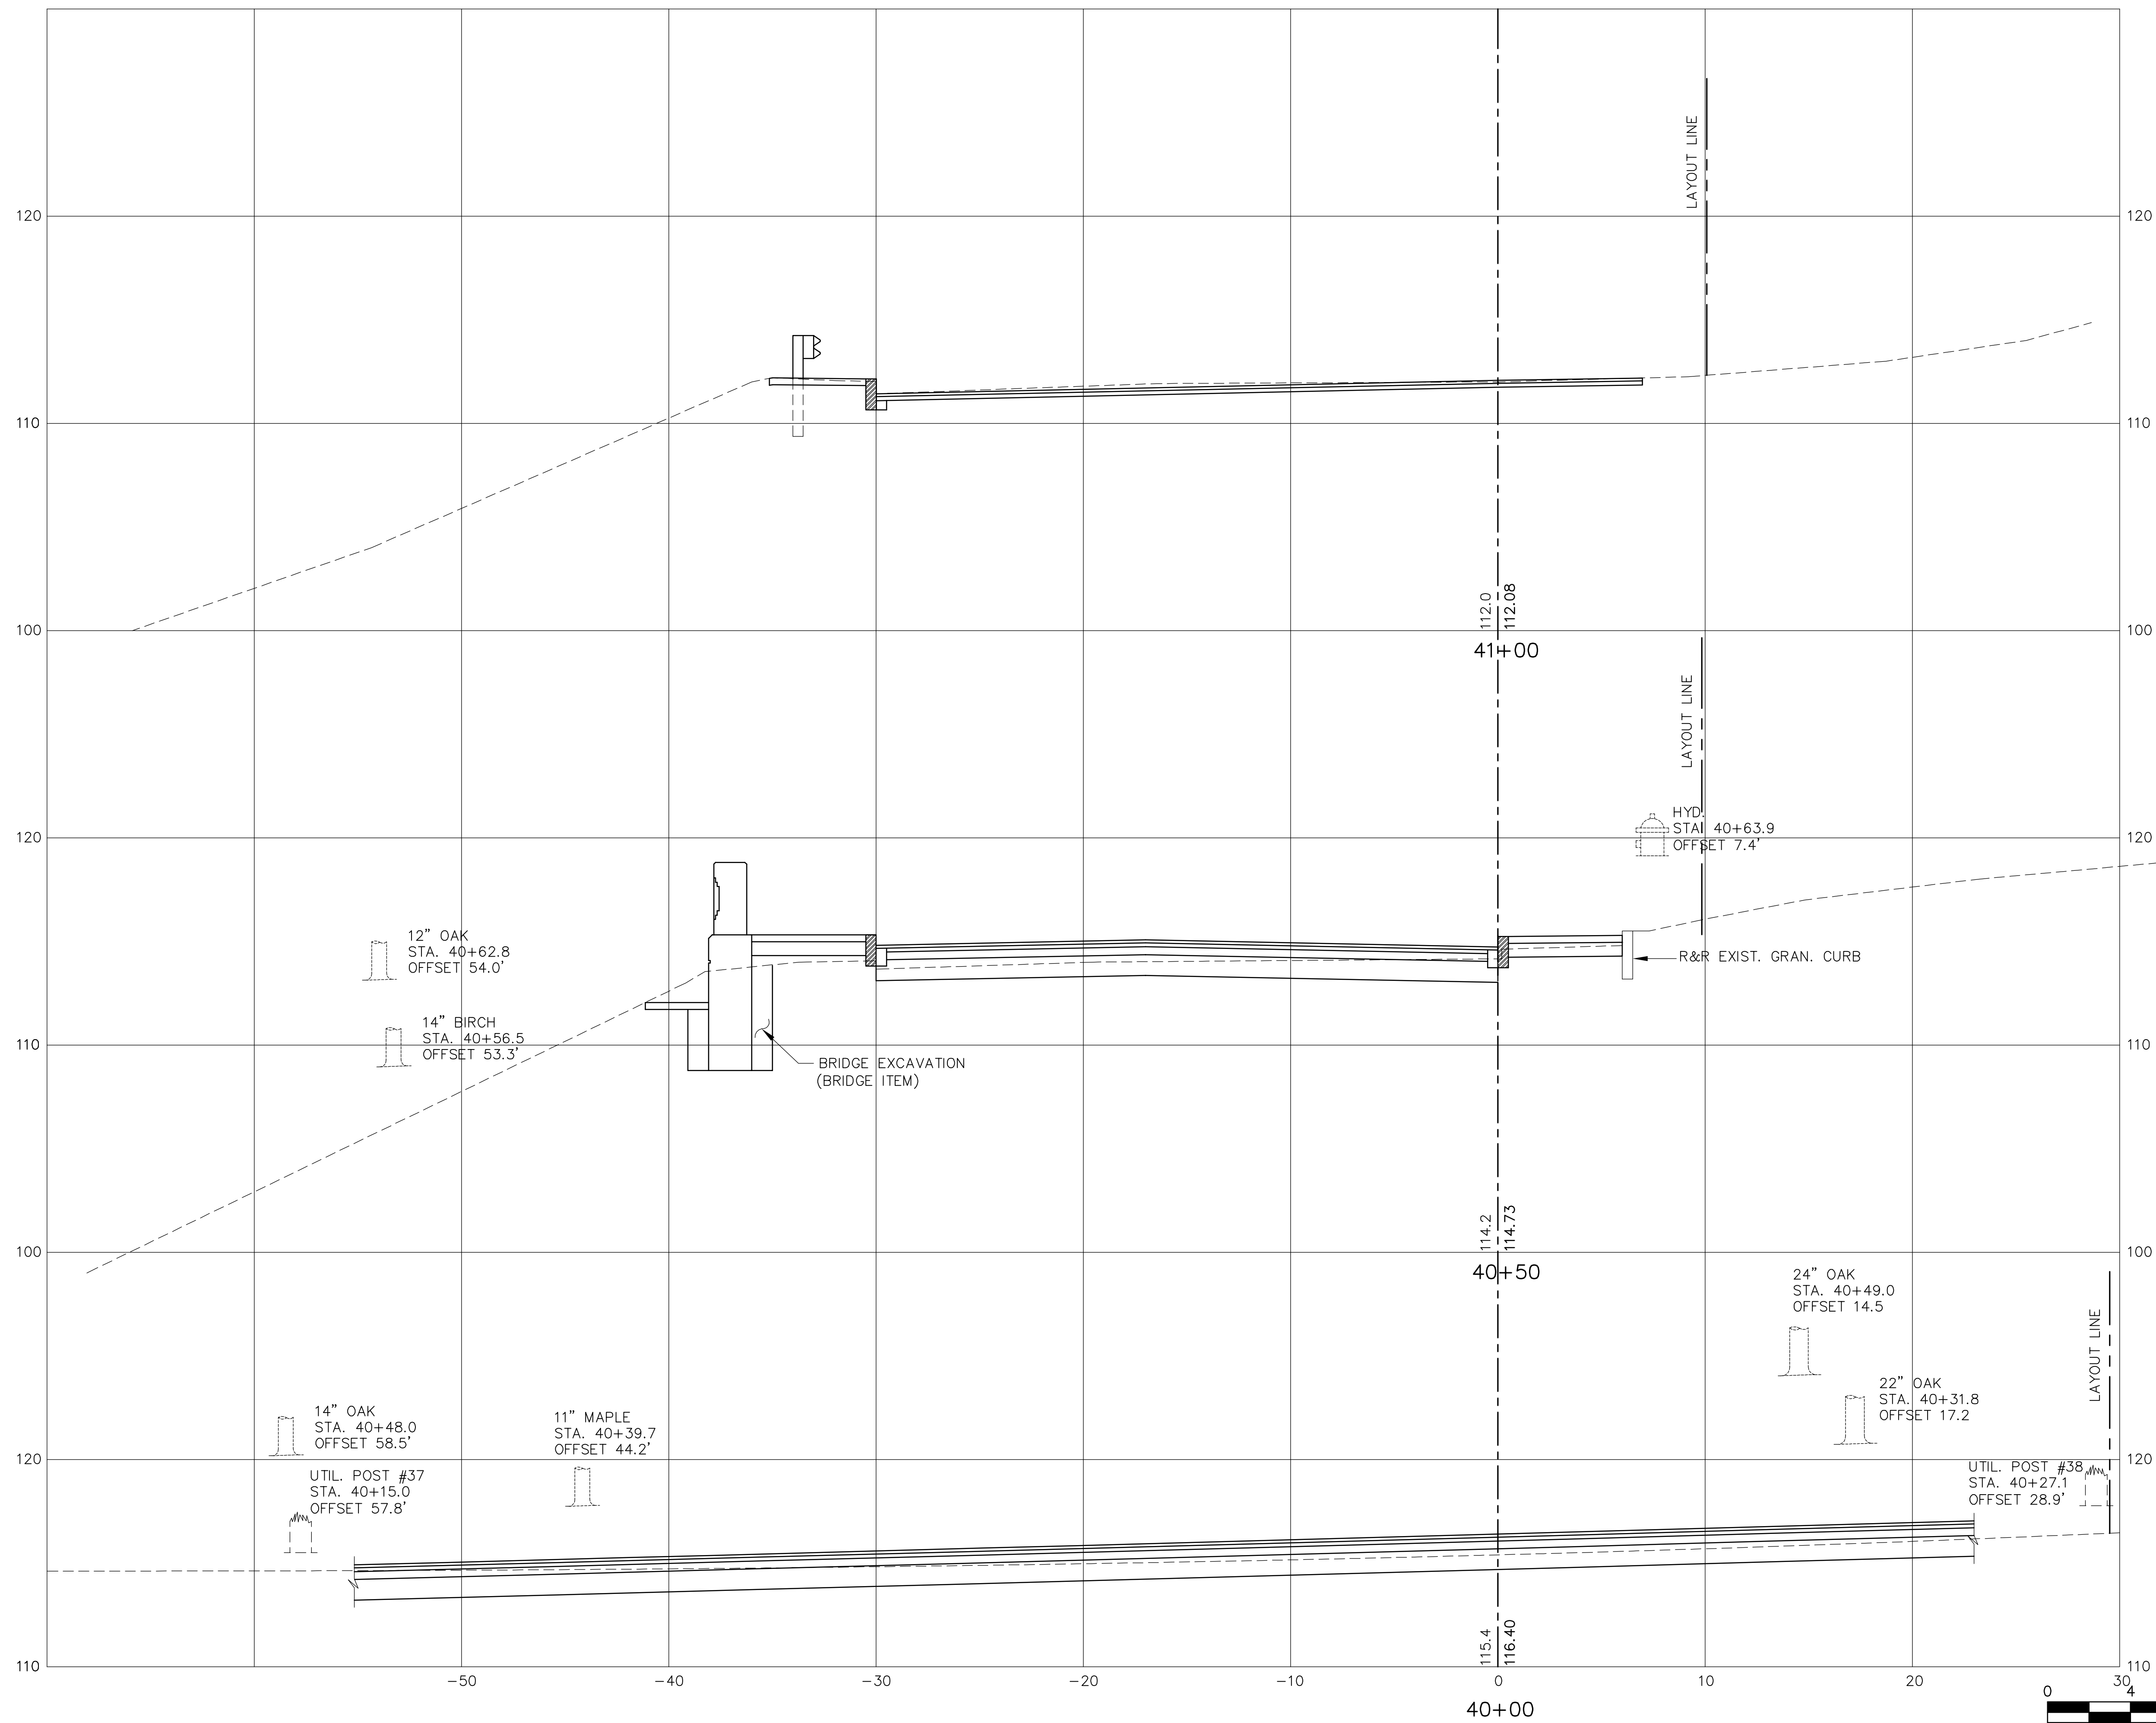 LAYOUT LINE
120
120
110
110
112.0
112.08
100
100
41+00
LAYOUT LINE
HYD.
STA. 40+63.9
OFFSET 7.4'
120
120
12" OAK
STA. 40+62.8
OFFSET 54.0'
R&R EXIST. GRAN. CURB
14" BIRCH
STA. 40+56.5
OFFSET 53.3'
110
110
BRIDGE EXCAVATION
(BRIDGE ITEM)
114.2
114.73
100
100
40+50
24" OAK
STA. 40+49.0
OFFSET 14.5
LAYOUT LINE
22" OAK
STA. 40+31.8
OFFSET 17.2
14" OAK
STA. 40+48.0
OFFSET 58.5'
11" MAPLE
STA. 40+39.7
OFFSET 44.2'
120
120
UTIL. POST #37
STA. 40+15.0
OFFSET 57.8'
UTIL. POST #38
STA. 40+27.1
OFFSET 28.9'
115.4
116.40
110
110
-50
-40
-30
-20
-10
0
10
20
30
40+00
0
4